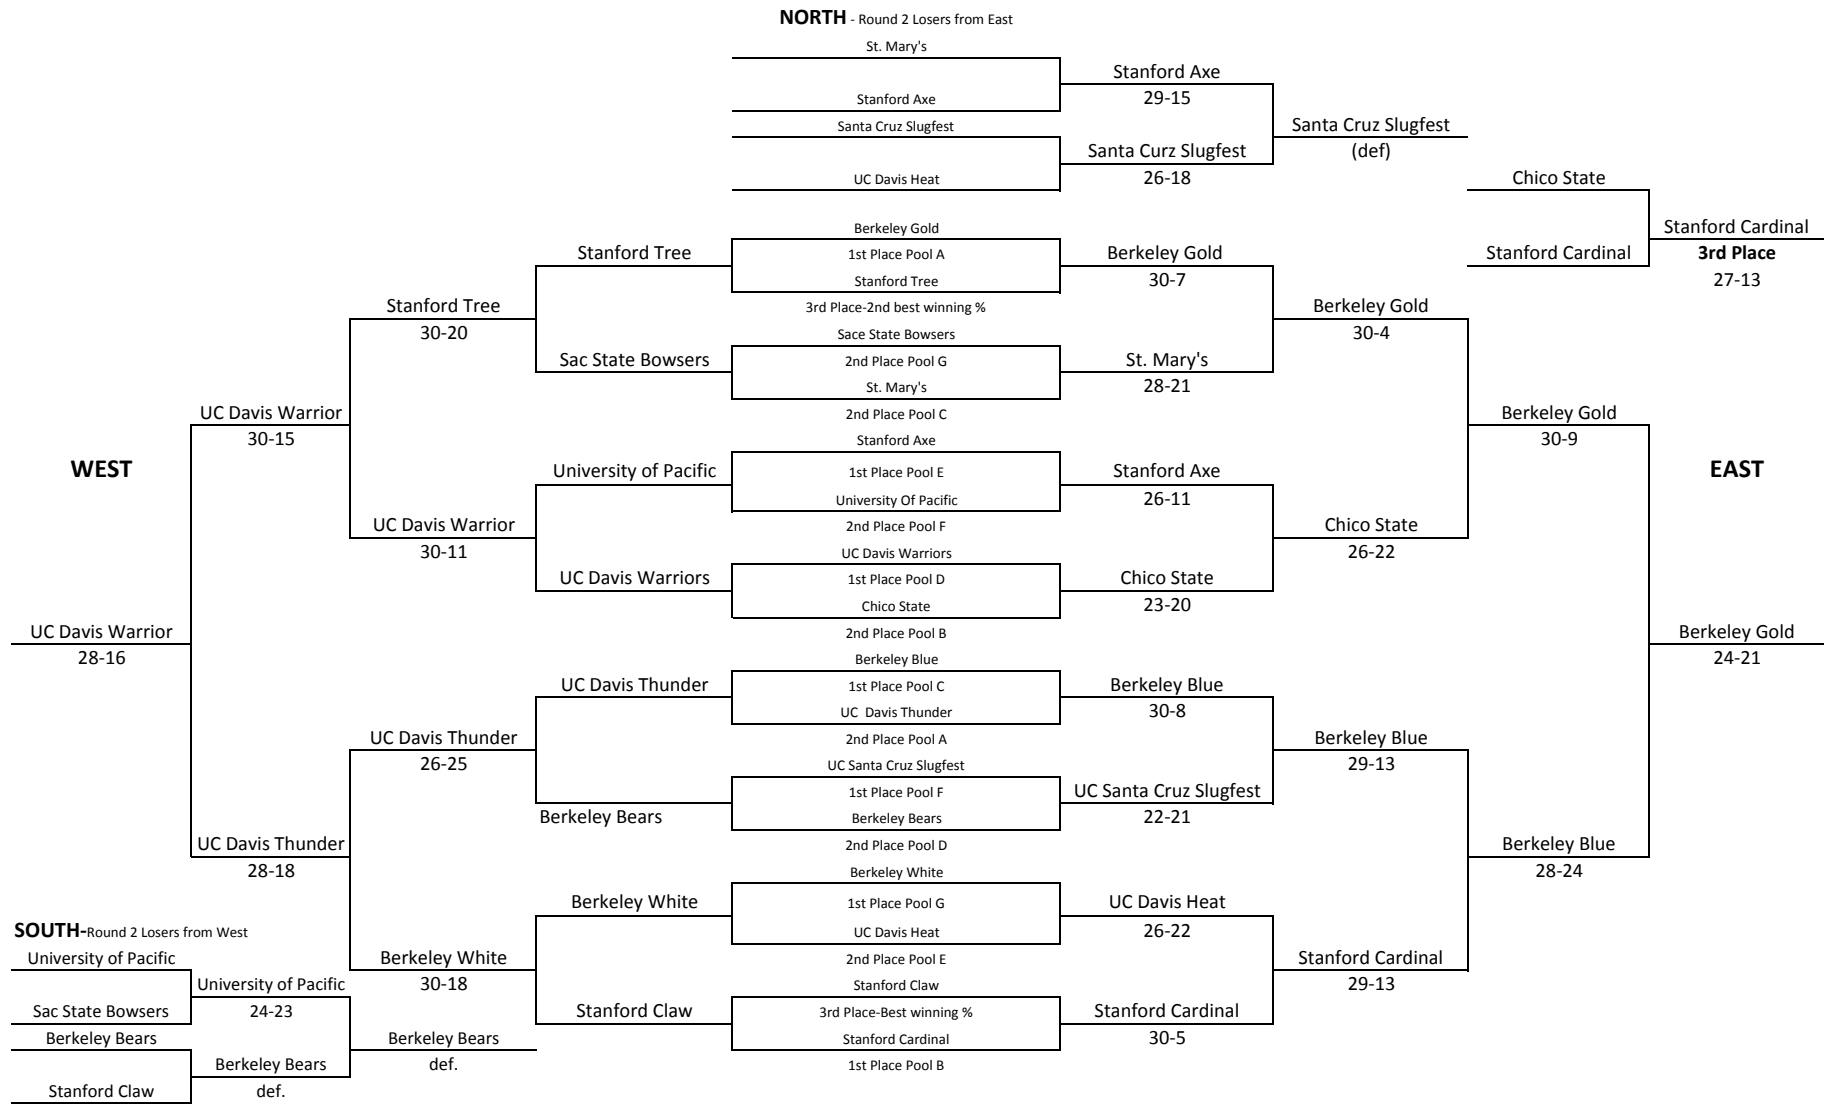 NORTH - Round 2 Losers from East
St. Mary's
Stanford Axe
29-15
Stanford Axe
Santa Cruz Slugfest
Santa Cruz Slugfest
(def)
Santa Curz Slugfest
26-18
UC Davis Heat
Chico State
Stanford Cardinal
3rd Place
27-13
Stanford Cardinal
Berkeley Gold
1st Place Pool A
Stanford Tree
3rd Place-2nd best winning %
Sace State Bowsers
2nd Place Pool G
St. Mary's
2nd Place Pool C
Stanford Axe
1st Place Pool E
University Of Pacific
2nd Place Pool F
UC Davis Warriors
1st Place Pool D
Chico State
2nd Place Pool B
Berkeley Blue
1st Place Pool C
UC  Davis Thunder
2nd Place Pool A
UC Santa Cruz Slugfest
1st Place Pool F
Berkeley Bears
2nd Place Pool D
Berkeley White
1st Place Pool G
UC Davis Heat
2nd Place Pool E
Stanford Claw
3rd Place-Best winning %
Stanford Cardinal
1st Place Pool B
Stanford Tree
Sac State Bowsers
University of Pacific
UC Davis Warriors
UC Davis Thunder
Berkeley Bears
Berkeley White
Stanford Claw
Stanford Tree
30-20
UC Davis Warrior
30-11
UC Davis Thunder
26-25
Berkeley White
30-18
UC Davis Warrior
30-15
UC Davis Thunder
28-18
WEST
UC Davis Warrior
28-16
Berkeley Gold
30-7
St. Mary's
28-21
Stanford Axe
26-11
Chico State
23-20
Berkeley Blue
30-8
UC Santa Cruz Slugfest
22-21
UC Davis Heat
26-22
Stanford Cardinal
30-5
Berkeley Gold
30-4
Chico State
26-22
Berkeley Blue
29-13
Stanford Cardinal
29-13
Berkeley Gold
30-9
Berkeley Blue
28-24
EAST
Berkeley Gold
24-21
SOUTH-Round 2 Losers from West
University of Pacific
University of Pacific
24-23
Sac State Bowsers
Berkeley Bears
Berkeley Bears
def.
Berkeley Bears
def.
Stanford Claw